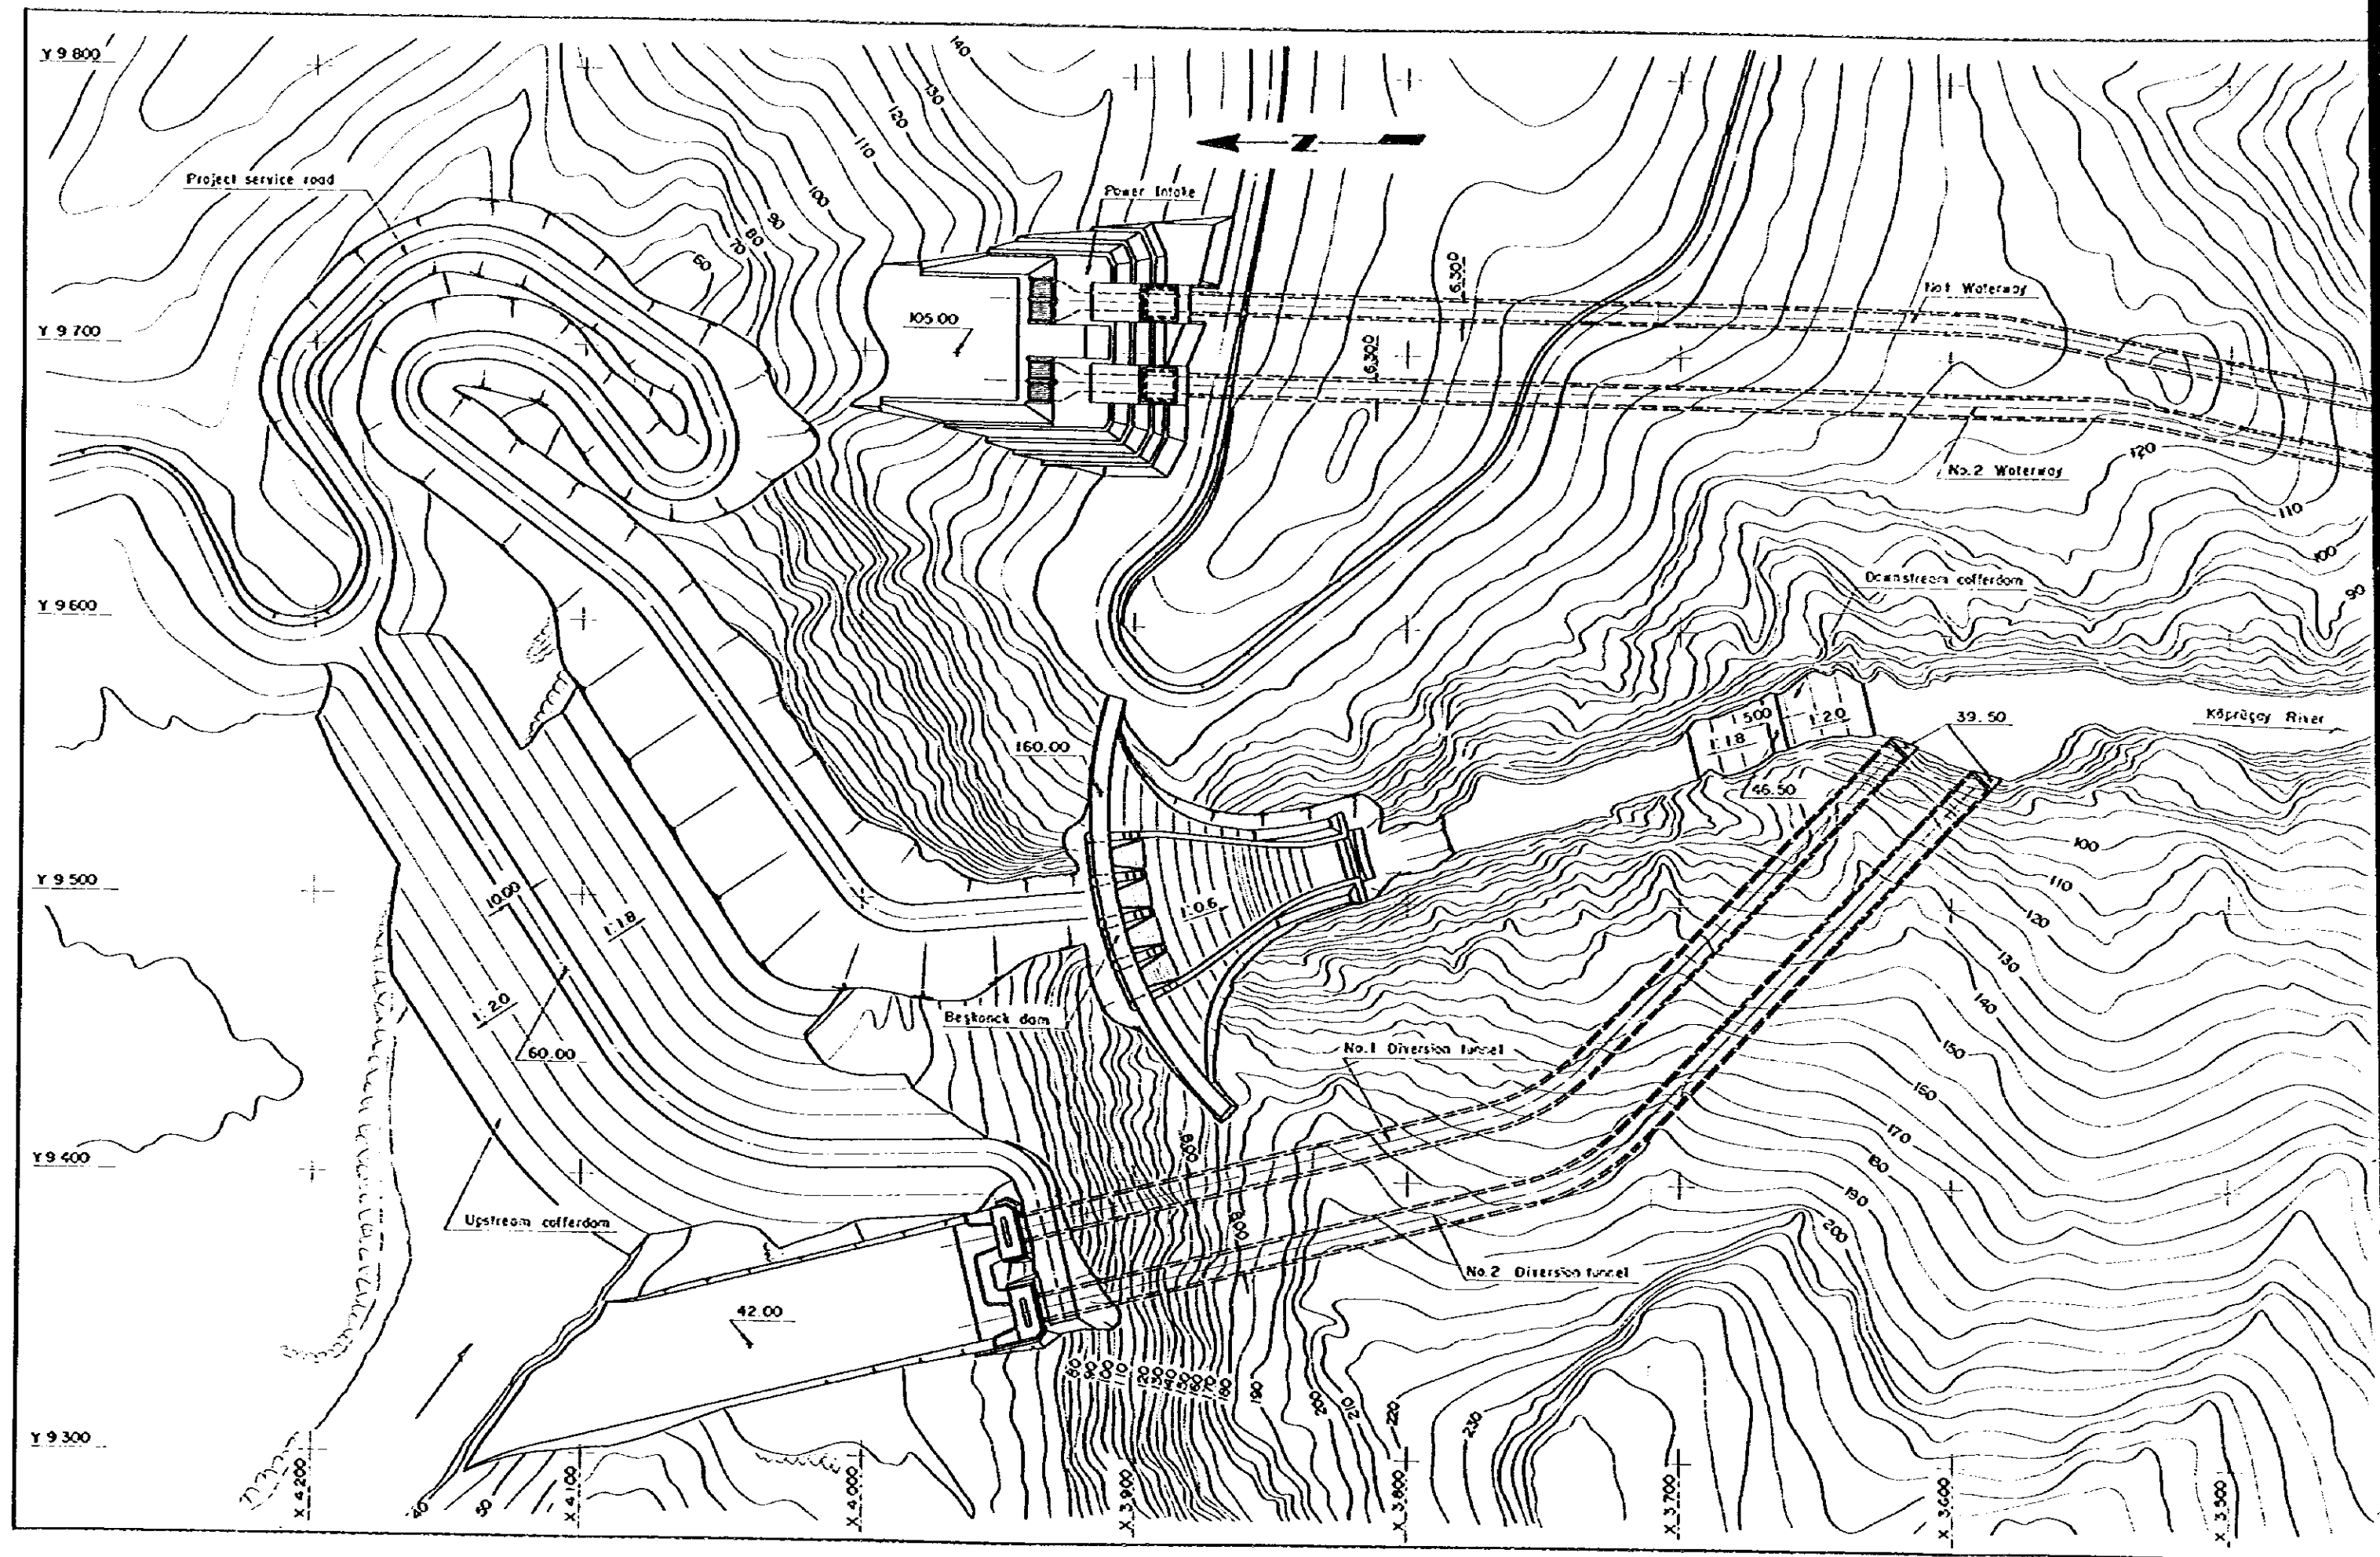 Y 9 800
140
130
120
110
Project service road
100
Power Intake
90
80
70
60
6.300
No.1 Waterway
105.00
Y 9 700
6.300
120
No.2 Waterway
110
100
Downstream cofferdam
90
Y 9 600
160.00
1:500
1:2.0
39.50
Köprüçay River
1:1.8
46.50
100
Y 9 500
110
10.00
1:0.6
120
1:1.8
130
140
1:2.0
Beşkonak dam
60.00
No.1 Diversion tunnel
150
160
170
Y 9 400
180
190
Upstream cofferdam
8.00
200
No.2 Diversion tunnel
42.00
80
90
100
110
120
130
140
150
160
170
180
190
200
210
220
230
Y 9 300
40
50
X 4 200
X 4 100
X 4 000
X 3 900
X 3 800
X 3 700
X 3 600
X 3 500